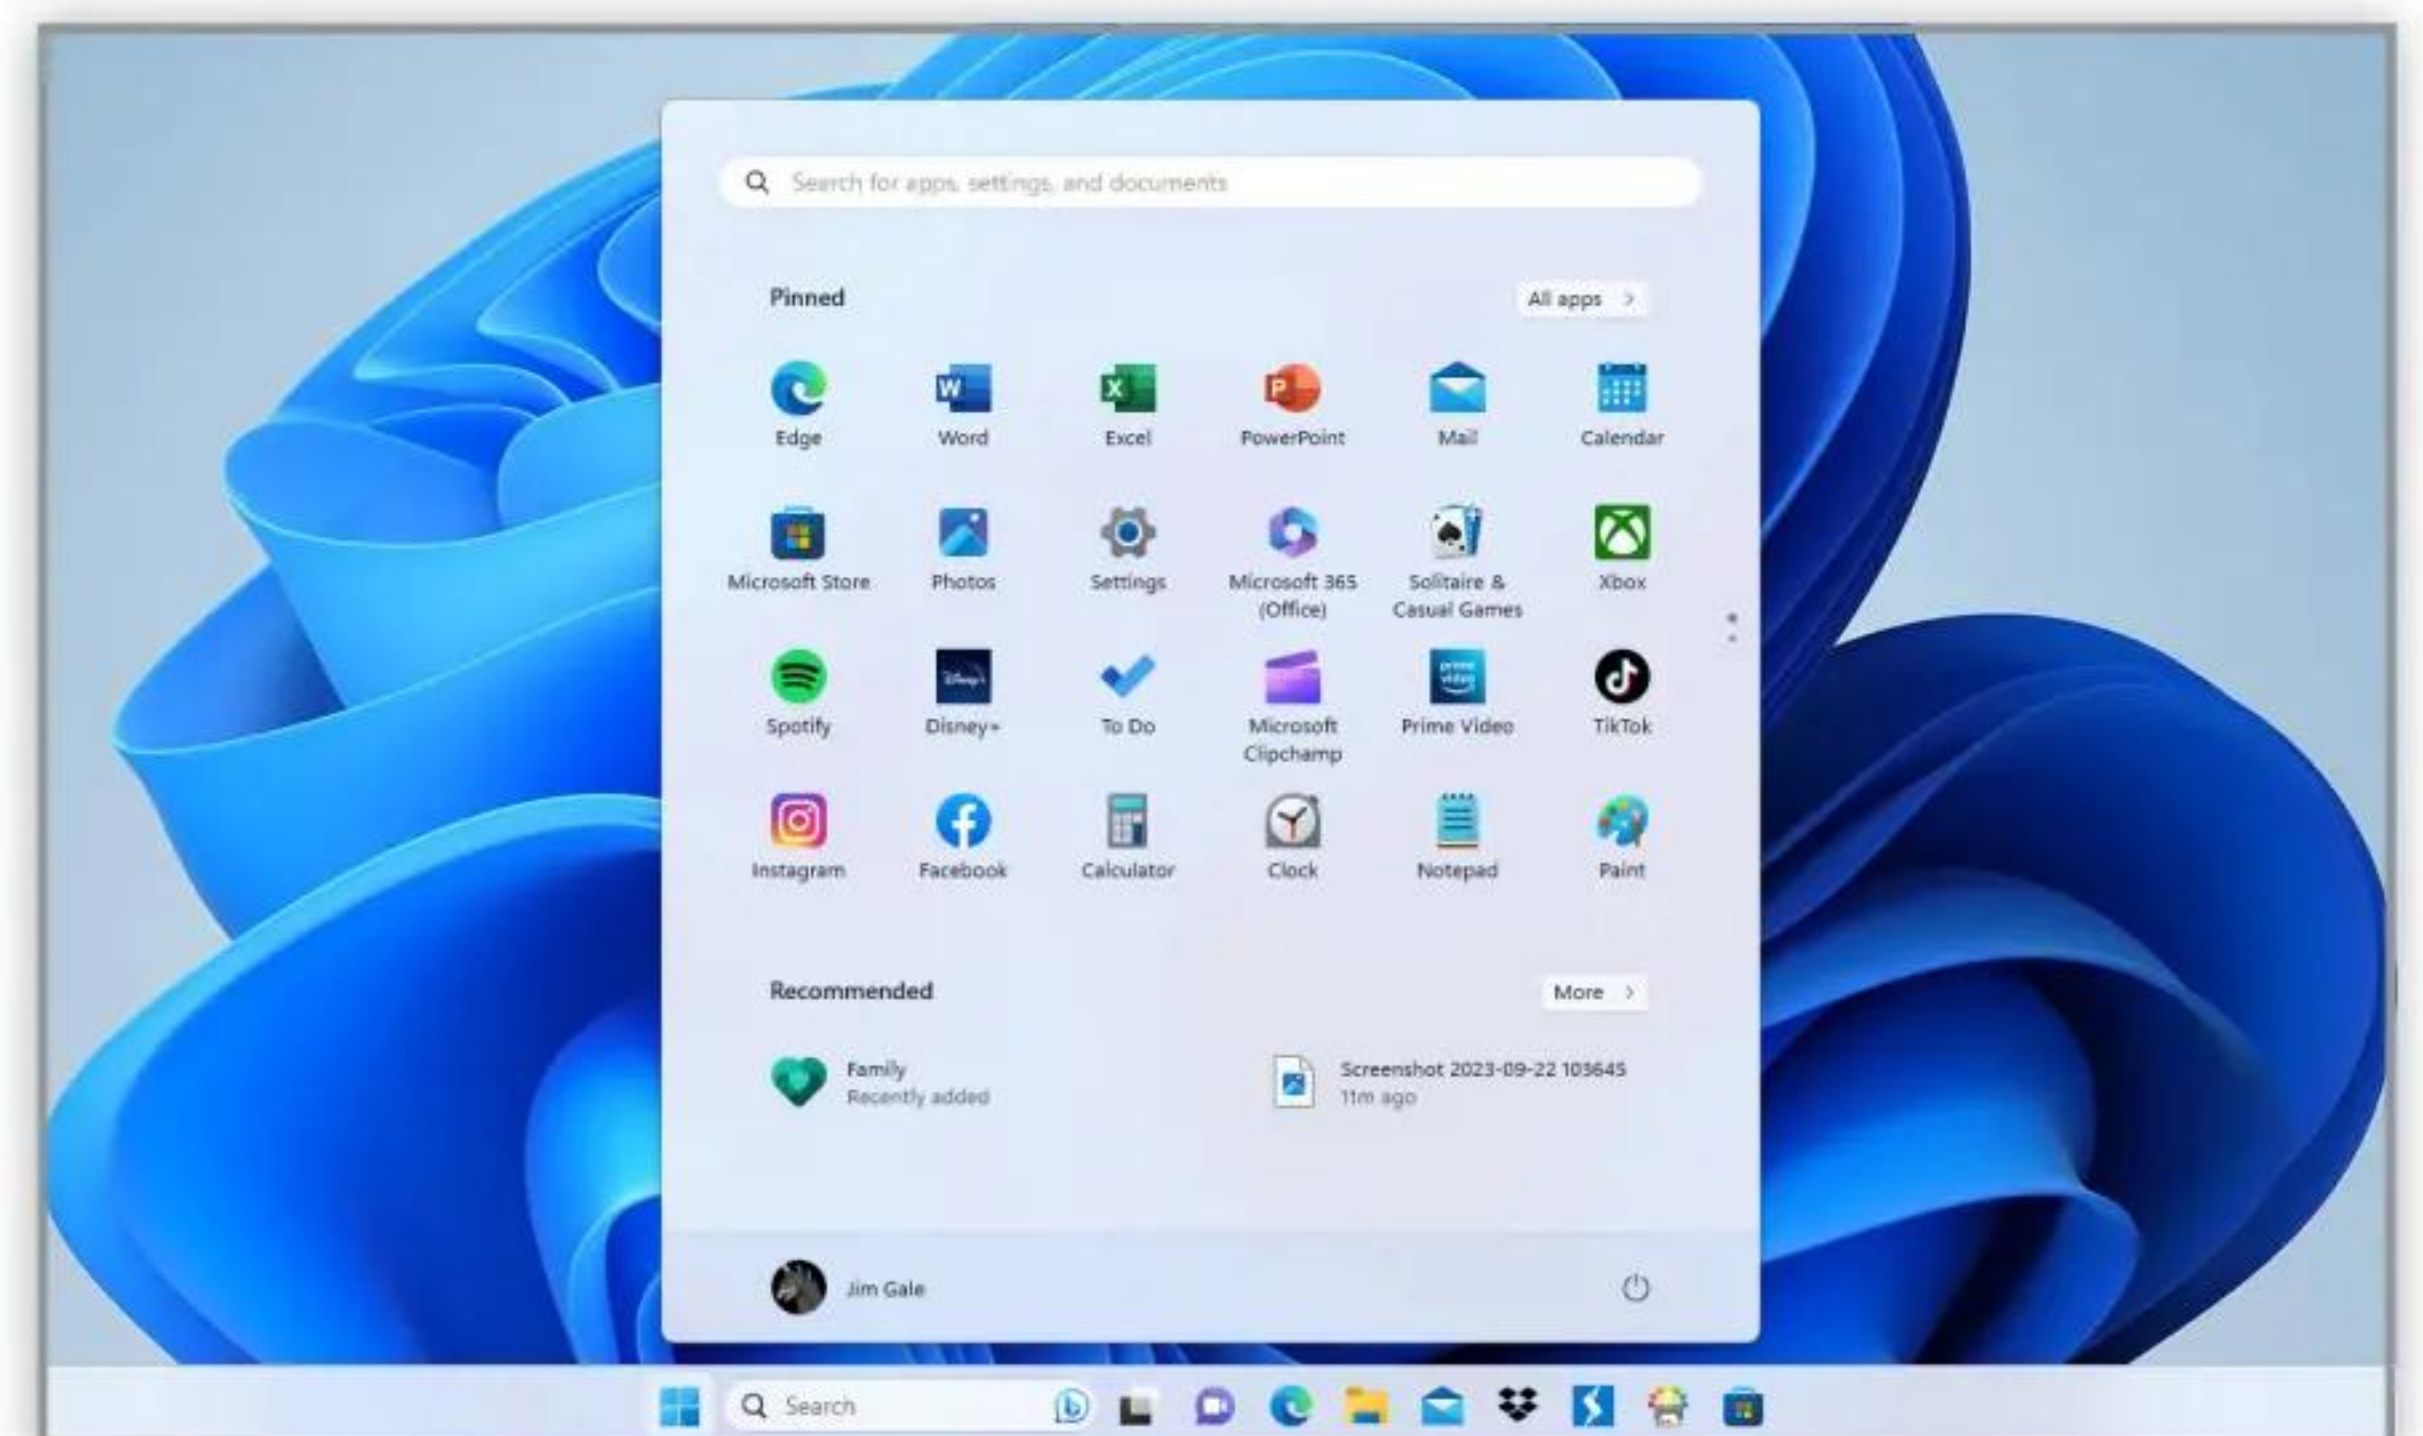 Search for apps, settings, and documents
Pinned
All apps >
Edge
Word
Excel
PowerPoint
Mail
Calendar
Microsoft Store
Photos
Settings
Microsoft 365
(Office)
Solitaire &
Casual Games
Xbox
Spotify
Disney+
To Do
Microsoft
Clipchamp
prime
video
Prime Video
TikTok
Instagram
Facebook
Calculator
Clock
Notepad
Paint
Recommended
More >
Family
Recently added
Screenshot 2023-09-22 103645
11m ago
Jim Gale
Search